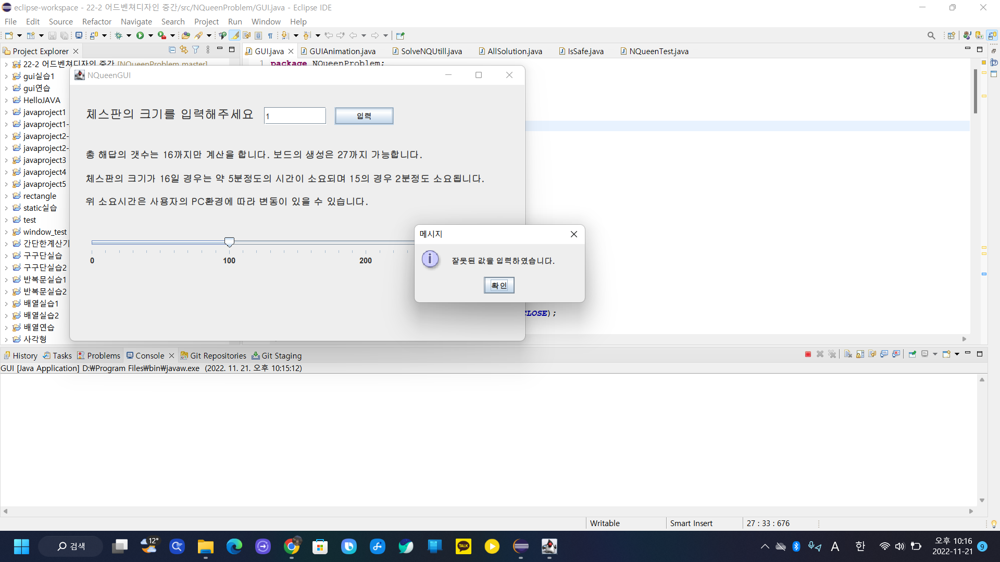 eclipse-workspace - 22-2 어드벤쳐디자인 중간/src/NQueenProblem/GUI.java - Eclipse IDE
File Edit Source Refactor Navigate Search Project Run Window Help
Project Explorer
GUI.java GUIAnimation.java SolveNQUtill.java AllSolution.java IsSafe.java NQueenTest.java
22-2 어드벤쳐디자인 중간 [NQueenProblem master]
1 package NQueenProblem;
gui실습1
gui연습
HelloJAVA
javaproject1
javaproject1-
javaproject2-
javaproject2-
javaproject3
javaproject4
javaproject5
rectangle
static실습
test
window_test
간단한계산기
구구단실습
구구단실습2
반복문실습1
반복문실습2
배열실습1
배열실습2
배열연습
사각형
NQueenGUI
체스판의 크기를 입력해주세요 1 입력
총 해답의 갯수는 16까지만 계산을 합니다. 보드의 생성은 27까지 가능합니다.
체스판의 크기가 16일 경우는 약 5분정도의 시간이 소요되며 15의 경우 2분정도 소요됩니다.
위 소요시간은 사용자의 PC환경에 따라 변동이 있을 수 있습니다.
0 100 200
메시지
i 잘못된 값을 입력하였습니다.
확인
CLOSE);
History Tasks Problems Console Git Repositories Git Staging
GUI [Java Application] D:₩Program Files₩bin₩javaw.exe (2022. 11. 21. 오후 10:15:12)
Writable Smart Insert 27 : 33 : 676
검색 12° TALK A 한 오후 10:16
2022-11-21 9